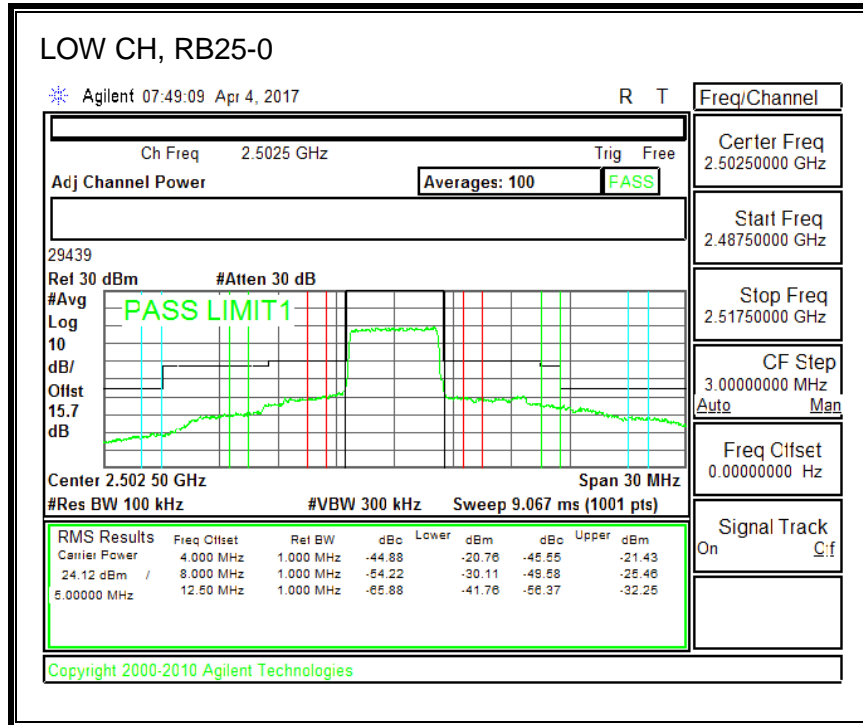 LOW CH, RB25-0
Agilent 07:49:09 Apr 4, 2017 R T
Freq/Channel
Ch Freq 2.5025 GHz Trig Free
Adj Channel Power Averages: 100 PASS
Center Freq
2.50250000 GHz
Start Freq
2.48750000 GHz
Stop Freq
2.51750000 GHz
CF Step
3.00000000 MHz
Auto Man
Freq Offset
0.00000000 Hz
Signal Track
On Off
29439
Ref 30 dBm #Atten 30 dB
#Avg
Log
10
dB/
Offst
15.7
dB
PASS LIMIT1
Center 2.502 50 GHz Span 30 MHz
#Res BW 100 kHz #VBW 300 kHz Sweep 9.067 ms (1001 pts)
RMS Results Freq Offset Ref BW dBc Lower dBm dBc Upper dBm
Carrier Power 4.000 MHz 1.000 MHz -44.88 -20.76 -45.55 -21.43
24.12 dBm / 8.000 MHz 1.000 MHz -54.22 -30.11 -49.58 -25.46
5.00000 MHz 12.50 MHz 1.000 MHz -65.88 -41.76 -56.37 -32.25
Copyright 2000-2010 Agilent Technologies